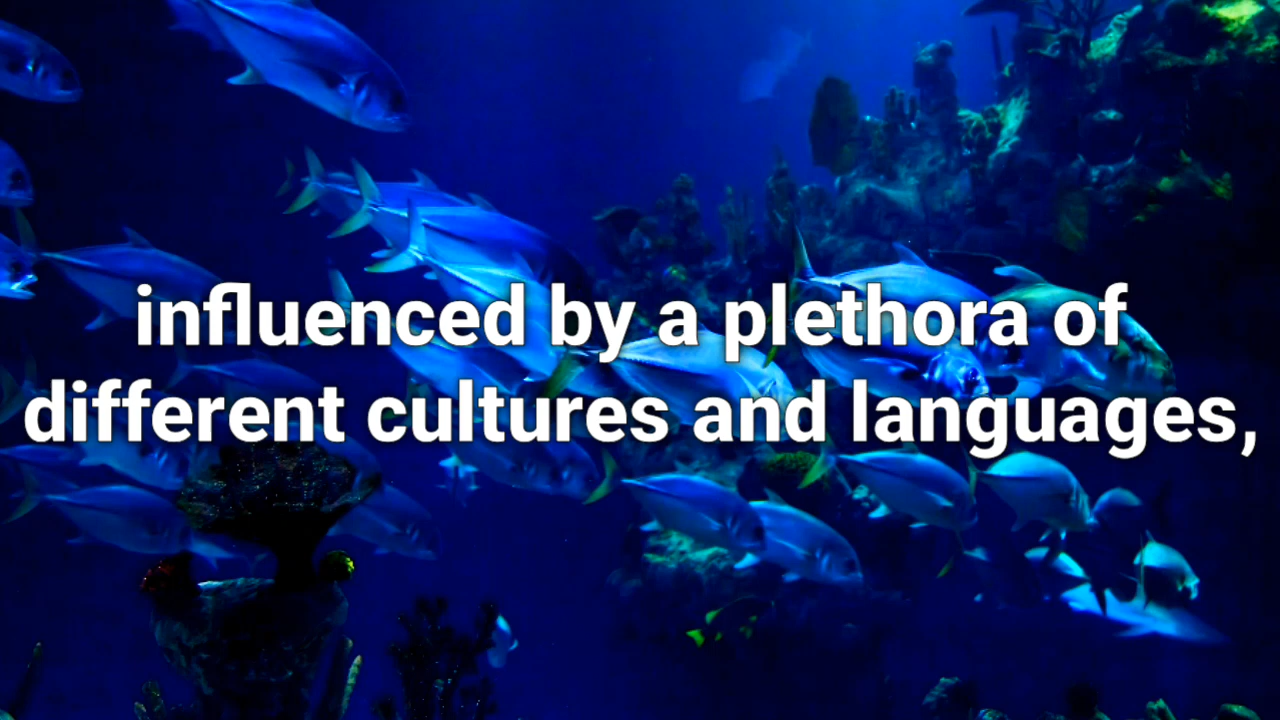 influenced by a plethora of
different cultures and languages,